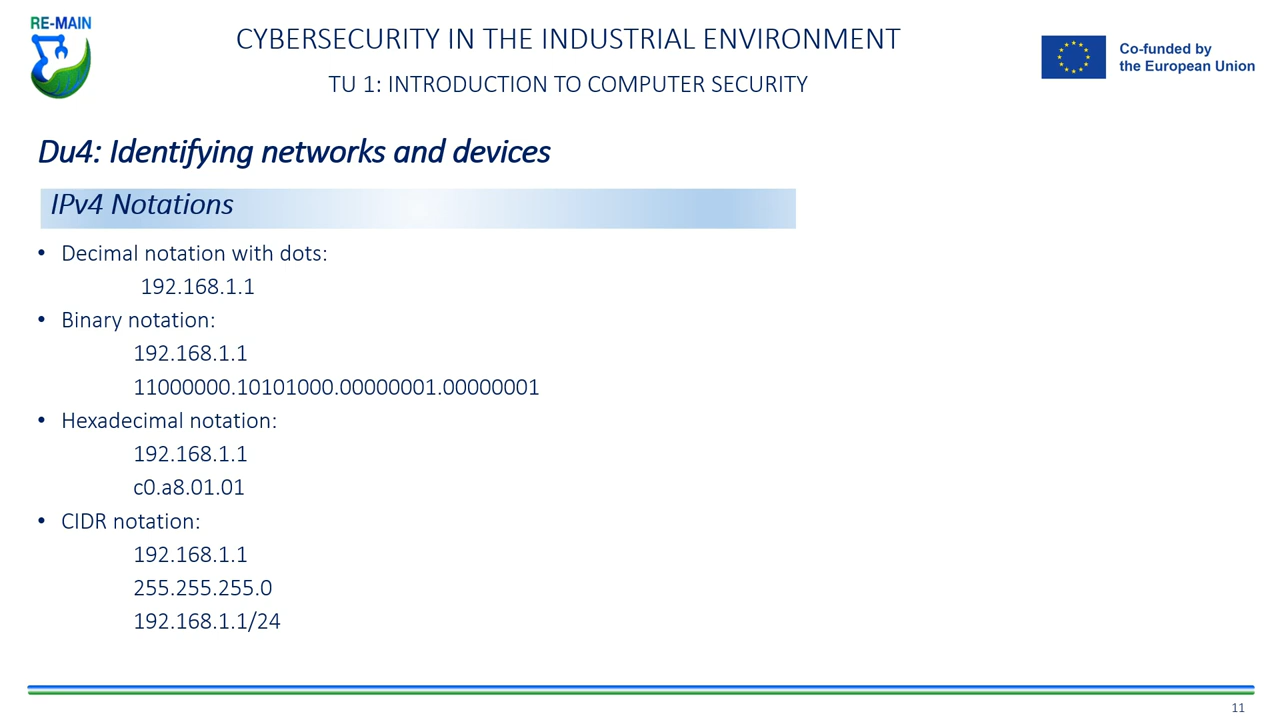 RE-MAIN
CYBERSECURITY IN THE INDUSTRIAL ENVIRONMENT
TU 1: INTRODUCTION TO COMPUTER SECURITY
Co-funded by
the European Union
Du4: Identifying networks and devices
IPv4 Notations
• Decimal notation with dots:
192.168.1.1
• Binary notation:
192.168.1.1
11000000.10101000.00000001.00000001
• Hexadecimal notation:
192.168.1.1
c0.a8.01.01
• CIDR notation:
192.168.1.1
255.255.255.0
192.168.1.1/24
11